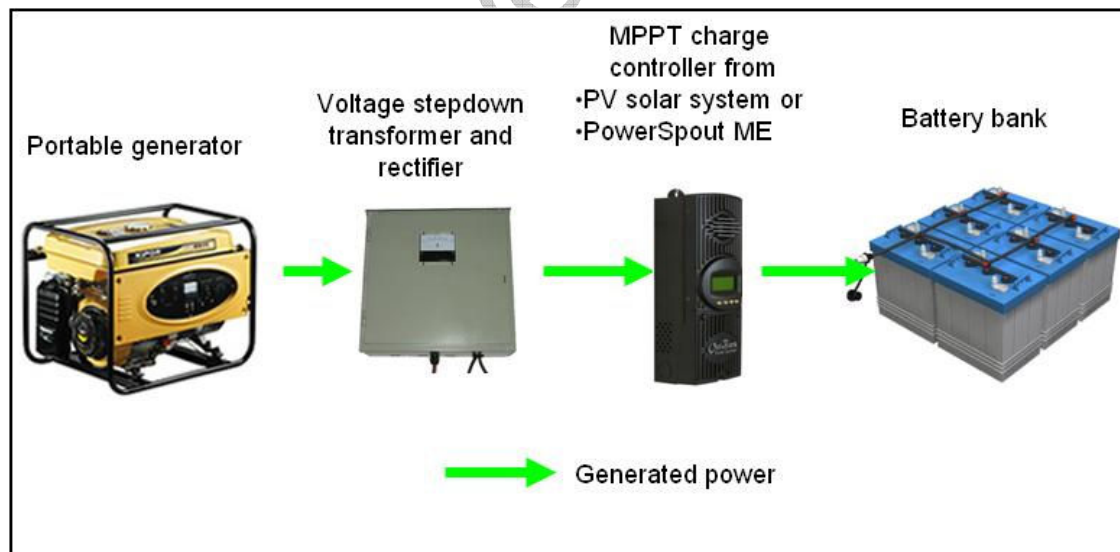 MPPT charge
controller from
•PV solar system or
•PowerSpout ME
Voltage stepdown
transformer and
rectifier
Battery bank
Portable generator
Generated power